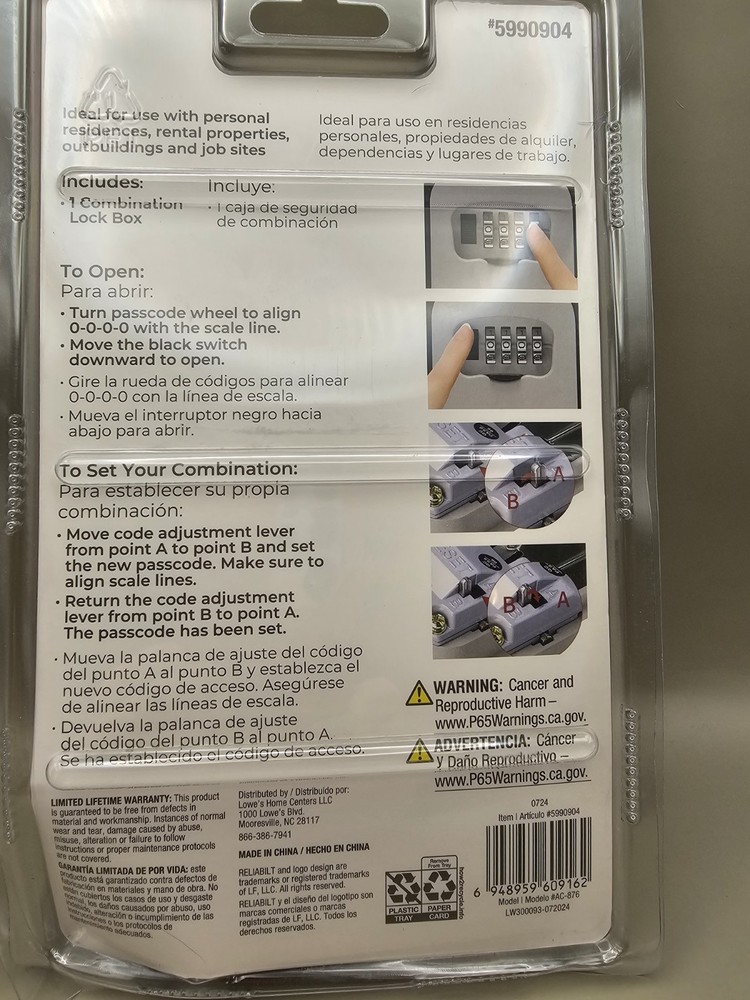 #5990904
Ideal for use with personal
residences, rental properties,
outbuildings and job sites
Ideal para uso en residencias
personales, propiedades de alquiler,
dependencias y lugares de trabajo.
Includes:
• 1 Combination
Lock Box
Incluye:
• 1 caja de seguridad
de combinación
To Open:
Para abrir:
• Turn passcode wheel to align
0-0-0-0 with the scale line.
• Move the black switch
downward to open.
• Gire la rueda de códigos para alinear
0-0-0-0 con la línea de escala.
• Mueva el interruptor negro hacia
abajo para abrir.
To Set Your Combination:
Para establecer su propia
combinación:
• Move code adjustment lever
from point A to point B and set
the new passcode. Make sure to
align scale lines.
• Return the code adjustment
lever from point B to point A.
The passcode has been set.
• Mueva la palanca de ajuste del código
del punto A al punto B y establezca el
nuevo código de acceso. Asegúrese
de alinear las líneas de escala.
• Devuelva la palanca de ajuste
del código del punto B al punto A.
Se ha establecido el código de acceso.
A
B
B A
WARNING: Cancer and
Reproductive Harm –
www.P65Warnings.ca.gov.
ADVERTENCIA: Cáncer
y Daño Reproductivo –
www.P65Warnings.ca.gov.
LIMITED LIFETIME WARRANTY: This product
is guaranteed to be free from defects in
material and workmanship. Instances of normal
wear and tear, damage caused by abuse,
misuse, alteration or failure to follow
instructions or proper maintenance protocols
are not covered.
GARANTÍA LIMITADA DE POR VIDA: este
producto está garantizado contra defectos de
fabricación en materiales y mano de obra. No
están cubiertos los casos de uso y desgaste
normal, los daños causados por abuso, uso
indebido, alteración o incumplimiento de las
instrucciones o los protocolos de
mantenimiento adecuados.
Distributed by / Distribuido por:
Lowe's Home Centers LLC
1000 Lowe's Blvd.
Mooresville, NC 28117
866-386-7941
MADE IN CHINA / HECHO EN CHINA
RELIABILT and logo design are
trademarks or registered trademarks
of LF, LLC. All rights reserved.
RELIABILT y el diseño del logotipo son
marcas comerciales o marcas
registradas de LF, LLC. Todos los
derechos reservados.
Remove
From Tray
PLASTIC
TRAY
PAPER
CARD
how2recycle.info
0724
Item | Artículo #5990904
6 948959 609162
Model | Modelo #AC-876
LW300093-072024